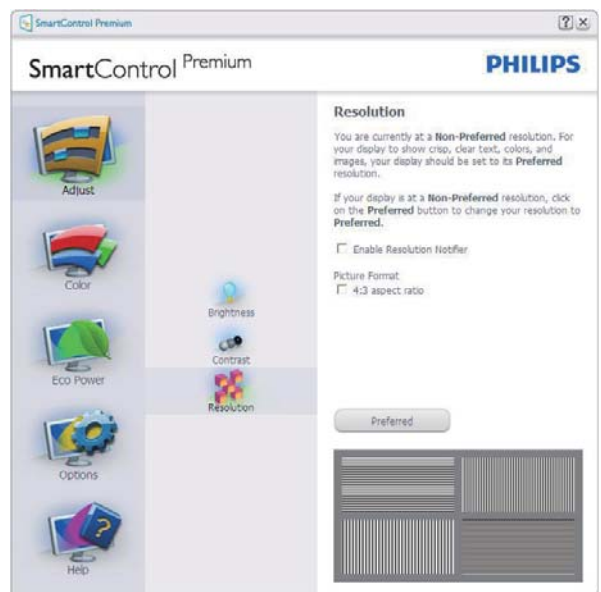 SmartControl Premium
SmartControl Premium
PHILIPS
Adjust
Color
Eco Power
Options
Help
Brightness
Contrast
Resolution
Resolution
You are currently at a Non-Preferred resolution. For
your display to show crisp, clear text, colors, and
images, your display should be set to its Preferred
resolution.
If your display is at a Non-Preferred resolution, click
on the Preferred button to change your resolution to
Preferred.
Enable Resolution Notifier
Picture Format
4:3 aspect ratio
Preferred